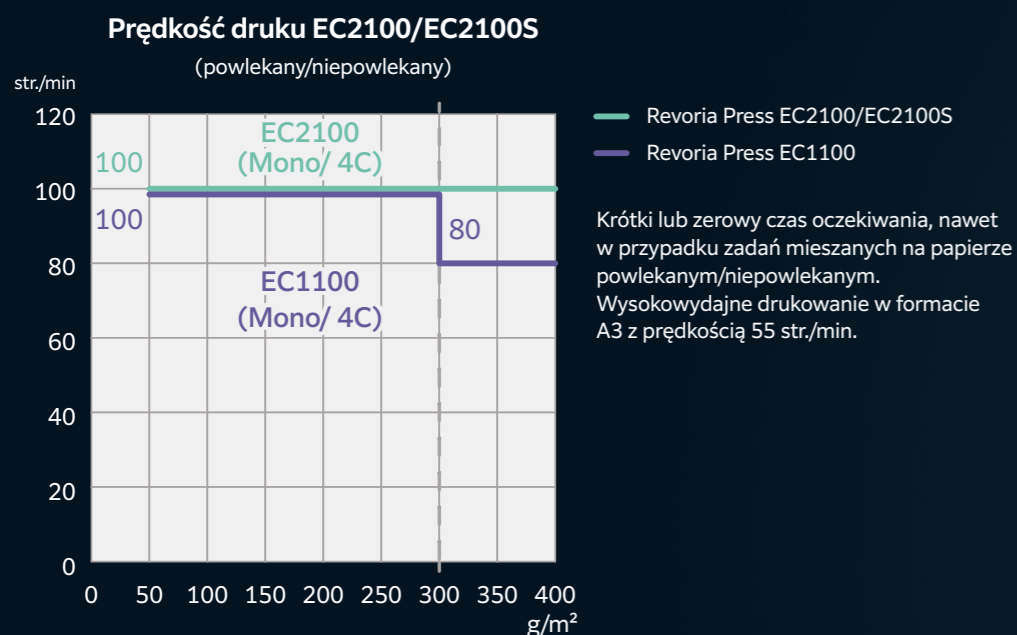 Prędkość druku EC2100/EC2100S
(powlekany/niepowlekany)
str./min
120
100
80
60
40
20
0
100
EC2100
(Mono/ 4C)
100
80
EC1100
(Mono/ 4C)
0 50 100 150 200 250 300 350 400
g/m²
Revoria Press EC2100/EC2100S
Revoria Press EC1100
Krótki lub zerowy czas oczekiwania, nawet
w przypadku zadań mieszanych na papierze
powlekanym/niepowlekanym.
Wysokowydajne drukowanie w formacie
A3 z prędkością 55 str./min.